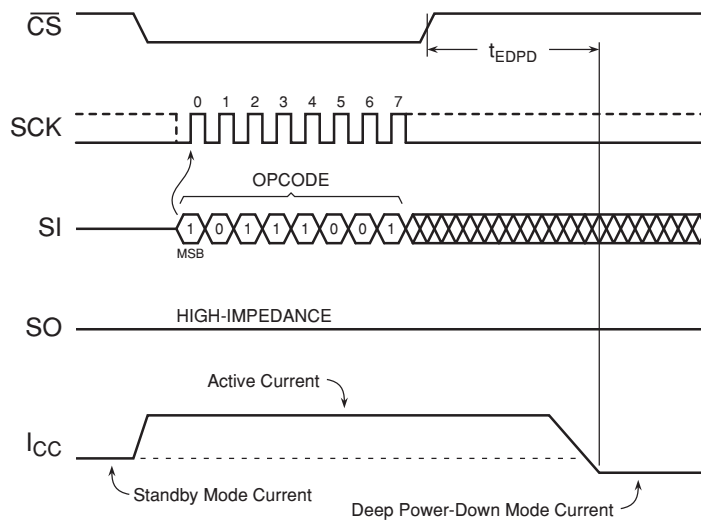 CS
tEDPD
0 1 2 3 4 5 6 7
SCK
OPCODE
SI
1 0 1 1 1 0 0 1
MSB
HIGH-IMPEDANCE
SO
Active Current
ICC
Standby Mode Current
Deep Power-Down Mode Current